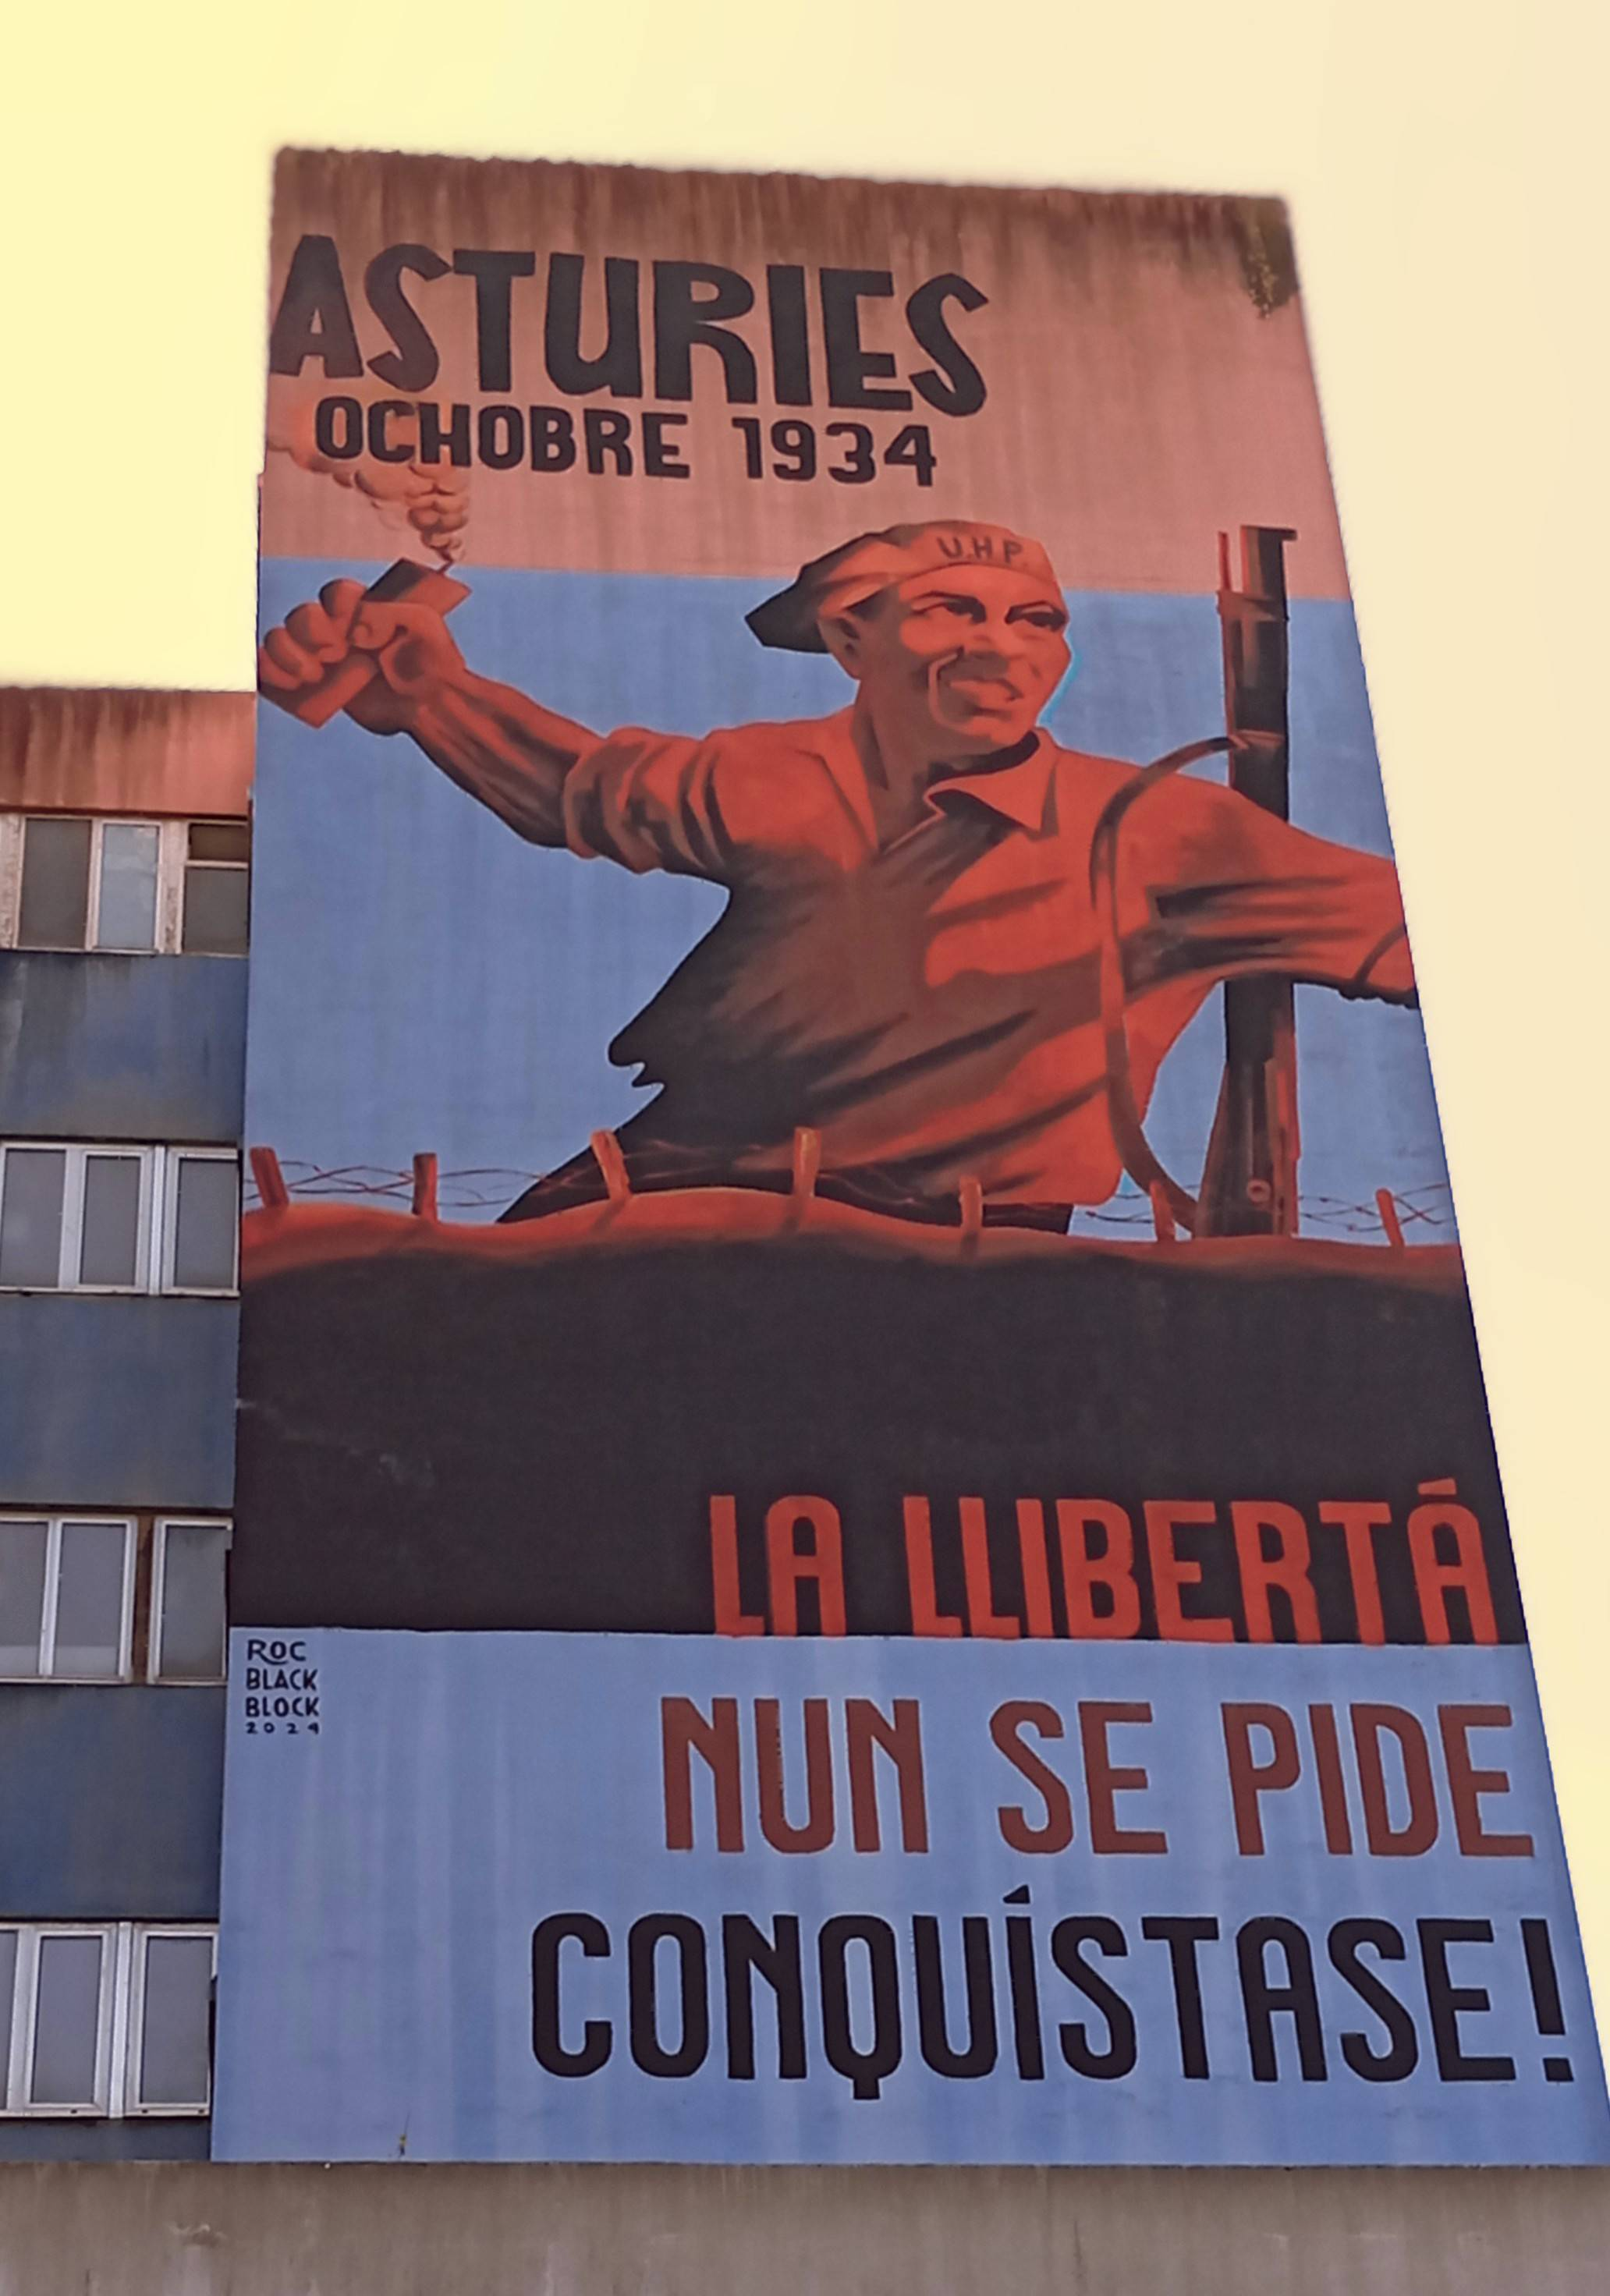 ASTURIES
OCHOBRE 1934
U.H.P.
LA LLIBERTÁ
ROC
BLACK
BLOCK
2024
NUN SE PIDE
CONQUÍSTASE!